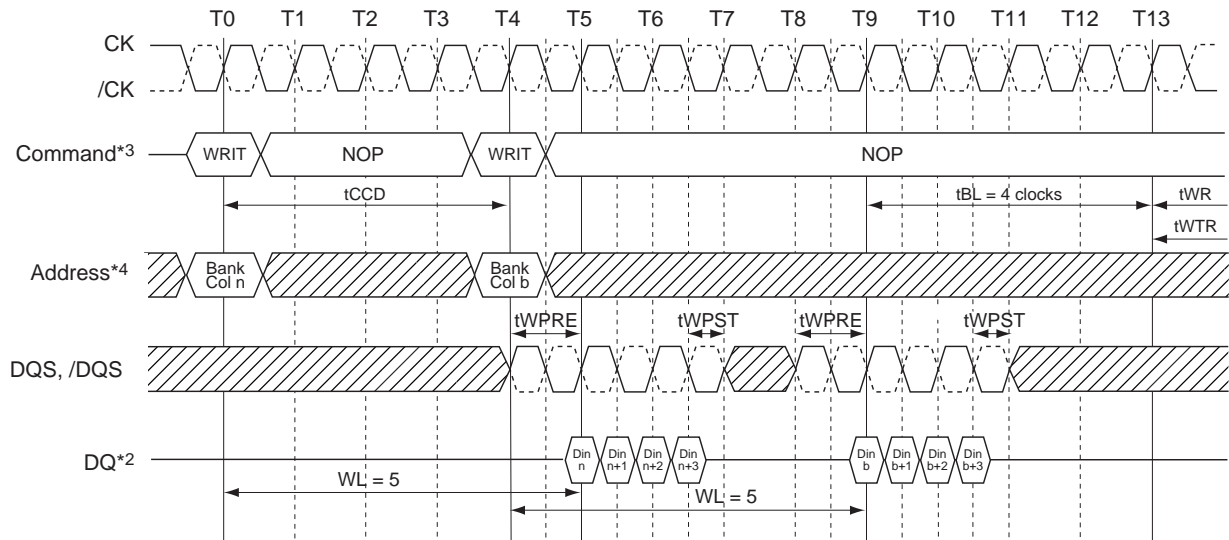 T0 T1 T2 T3 T4 T5 T6 T7 T8 T9 T10 T11 T12 T13
CK
/CK
Command*3 WRIT NOP WRIT NOP
tCCD tBL = 4 clocks tWR
tWTR
Address*4 Bank Col n Bank Col b
tWPRE tWPST tWPRE tWPST
DQS, /DQS
DQ*2 Din n Din n+1 Din n+2 Din n+3 Din b Din b+1 Din b+2 Din b+3
WL = 5
WL = 5